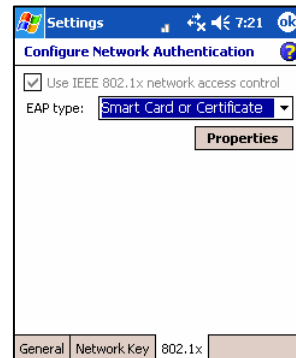 Settings 7:21 ok
Configure Network Authentication ?
Use IEEE 802.1x network access control
EAP type: Smart Card or Certificate
Properties
General Network Key 802.1x